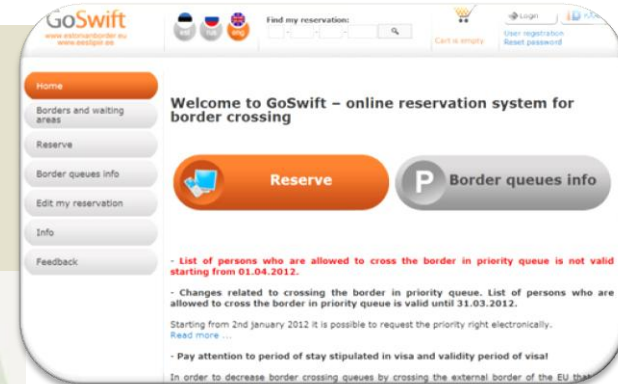 GoSwift
www.estonianborder.eu
www.eestipiir.ee
est rus eng
Find my reservation:
Cart is empty
Login
User registration
Reset password
Home
Borders and waiting
areas
Reserve
Border queues info
Edit my reservation
Info
Feedback
Welcome to GoSwift – online reservation system for
border crossing
Reserve
P Border queues info
- List of persons who are allowed to cross the border in priority queue is not valid
starting from 01.04.2012.
- Changes related to crossing the border in priority queue. List of persons who are
allowed to cross the border in priority queue is valid until 31.03.2012.
Starting from 2nd january 2012 it is possible to request the priority right electronically.
Read more ...
- Pay attention to period of stay stipulated in visa and validity period of visa!
In order to decrease border crossing queues by crossing the external border of the EU